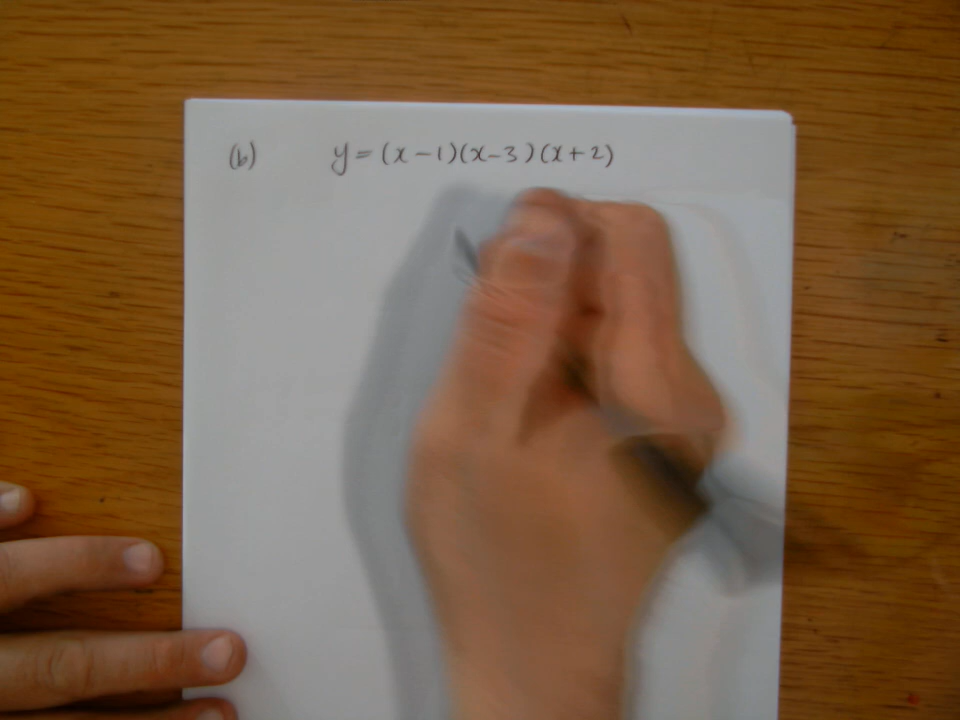 (b) y = (x - 1)(x - 3)(x + 2)